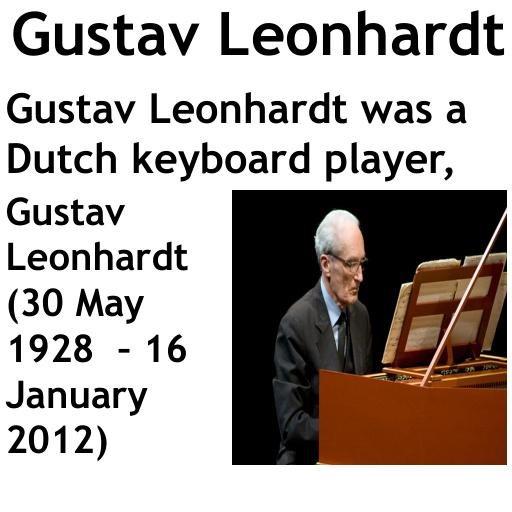 Gustav Leonhardt
Gustav Leonhardt was a
Dutch keyboard player,
Gustav
Leonhardt
(30 May
1928 – 16
January
2012)